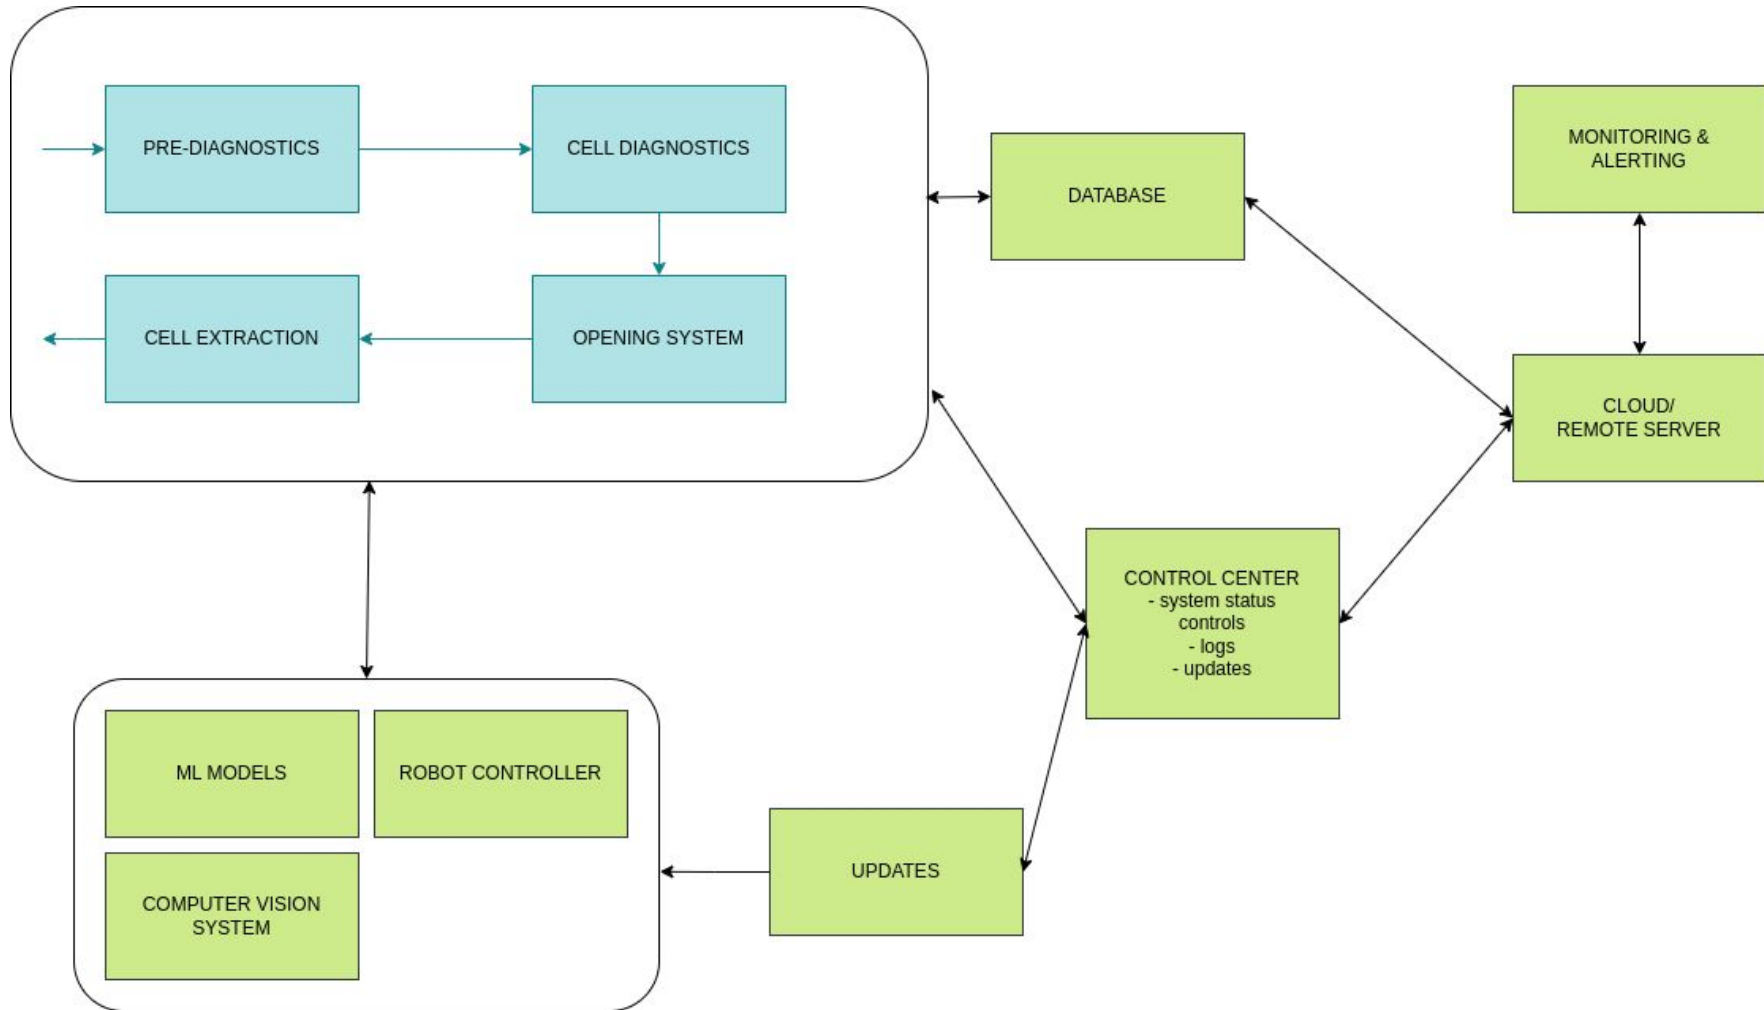 PRE-DIAGNOSTICS
CELL DIAGNOSTICS
CELL EXTRACTION
OPENING SYSTEM
DATABASE
MONITORING &
ALERTING
CLOUD/
REMOTE SERVER
CONTROL CENTER
- system status
controls
- logs
- updates
ML MODELS
ROBOT CONTROLLER
COMPUTER VISION
SYSTEM
UPDATES